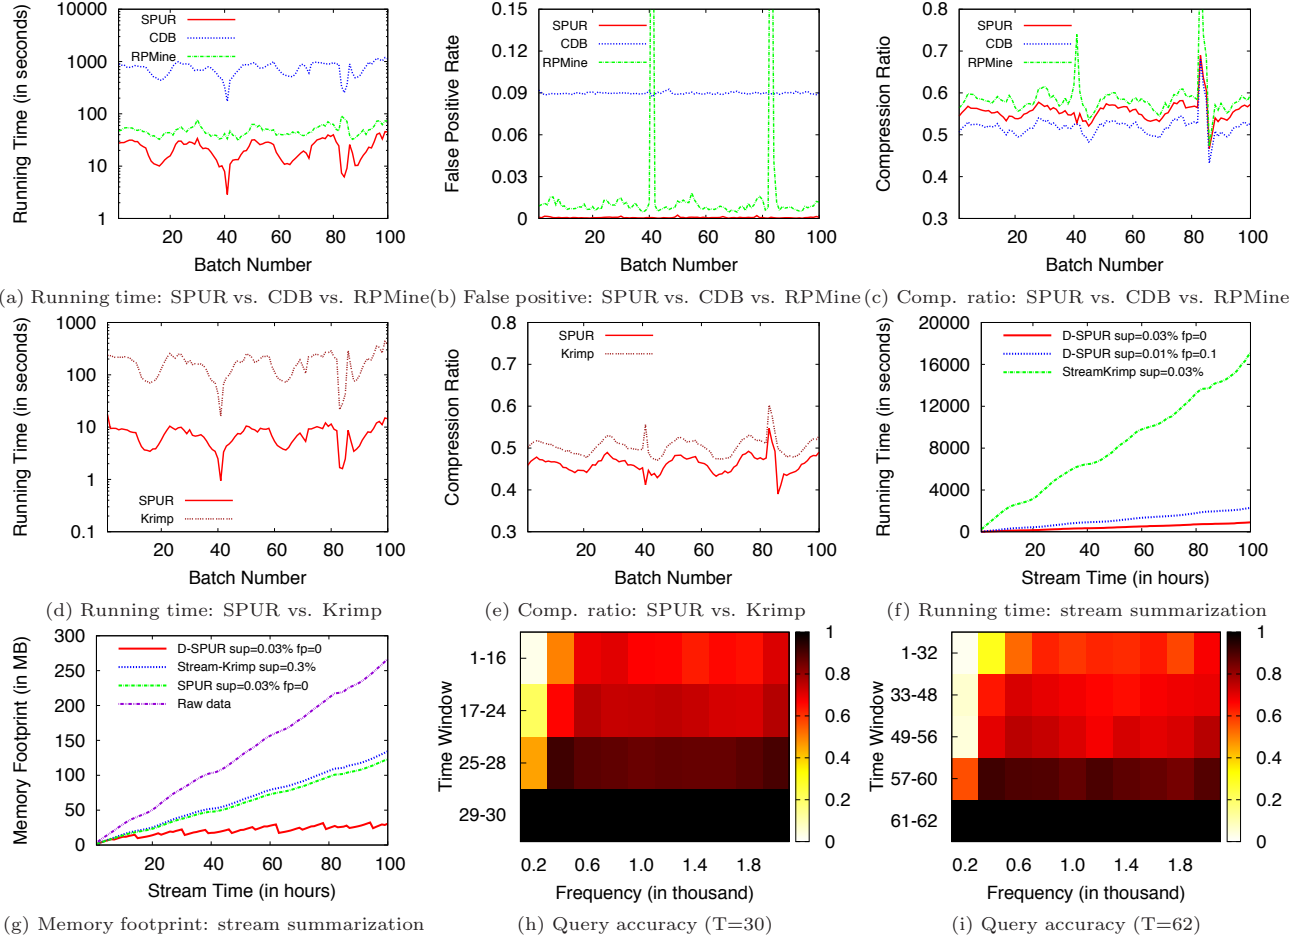 10000
1000
100
10
1
Running Time (in seconds)
SPUR
CDB
RPMine
20 40 60 80 100
Batch Number
0.15
0.12
0.09
0.06
0.03
0
False Positive Rate
SPUR
CDB
RPMine
20 40 60 80 100
Batch Number
0.8
0.7
0.6
0.5
0.4
0.3
Compression Ratio
SPUR
CDB
RPMine
20 40 60 80 100
Batch Number
(a) Running time: SPUR vs. CDB vs. RPMine
(b) False positive: SPUR vs. CDB vs. RPMine
(c) Comp. ratio: SPUR vs. CDB vs. RPMine
1000
100
10
1
0.1
Running Time (in seconds)
SPUR
Krimp
20 40 60 80 100
Batch Number
0.8
0.7
0.6
0.5
0.4
0.3
Compression Ratio
SPUR
Krimp
20 40 60 80 100
Batch Number
20000
16000
12000
8000
4000
0
Running Time (in seconds)
D-SPUR sup=0.03% fp=0
D-SPUR sup=0.01% fp=0.1
StreamKrimp sup=0.03%
20 40 60 80 100
Stream Time (in hours)
(d) Running time: SPUR vs. Krimp
(e) Comp. ratio: SPUR vs. Krimp
(f) Running time: stream summarization
300
250
200
150
100
50
0
Memory Footprint (in MB)
D-SPUR sup=0.03% fp=0
Stream-Krimp sup=0.3%
SPUR sup=0.03% fp=0
Raw data
20 40 60 80 100
Stream Time (in hours)
Time Window
1-16
17-24
25-28
29-30
0.2 0.6 1.0 1.4 1.8
Frequency (in thousand)
1
0.8
0.6
0.4
0.2
0
Time Window
1-32
33-48
49-56
57-60
61-62
0.2 0.6 1.0 1.4 1.8
Frequency (in thousand)
1
0.8
0.6
0.4
0.2
0
(g) Memory footprint: stream summarization
(h) Query accuracy (T=30)
(i) Query accuracy (T=62)